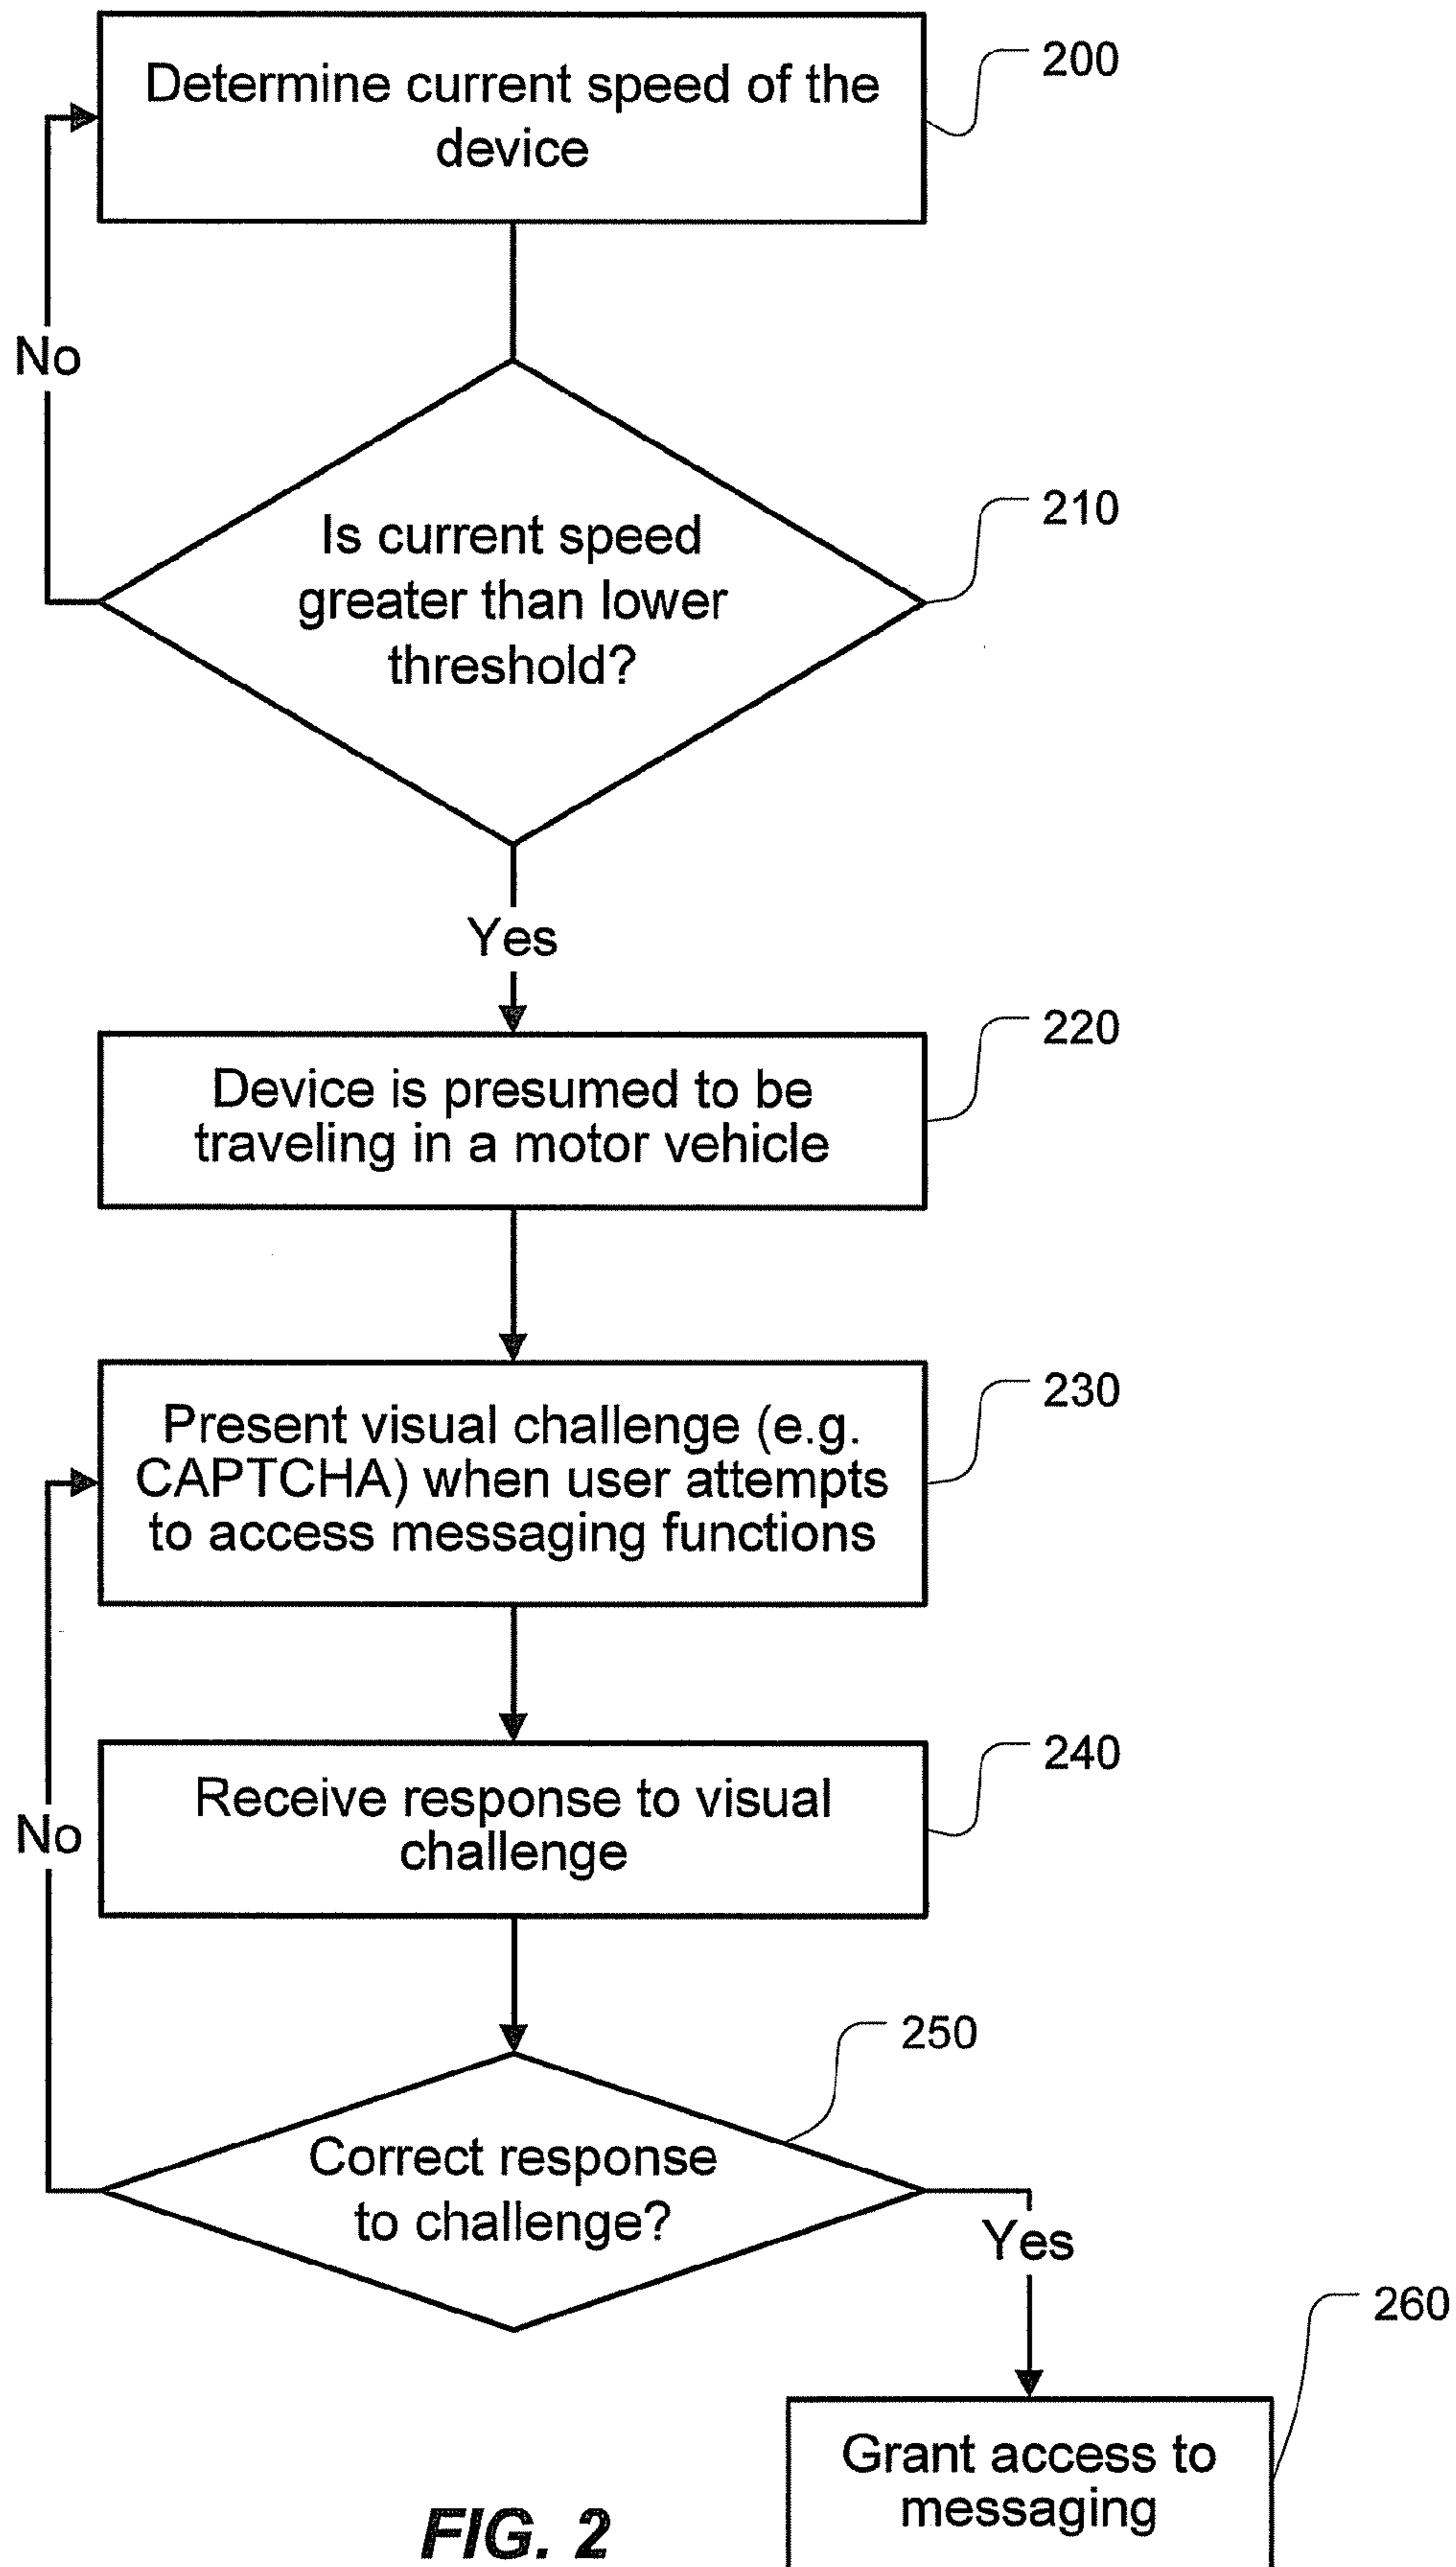 Determine current speed of the
device
200
No
Is current speed
greater than lower
threshold?
210
Yes
Device is presumed to be
traveling in a motor vehicle
220
Present visual challenge (e.g.
CAPTCHA) when user attempts
to access messaging functions
230
Receive response to visual
challenge
240
No
Correct response
to challenge?
250
Yes
260
Grant access to
messaging
FIG. 2